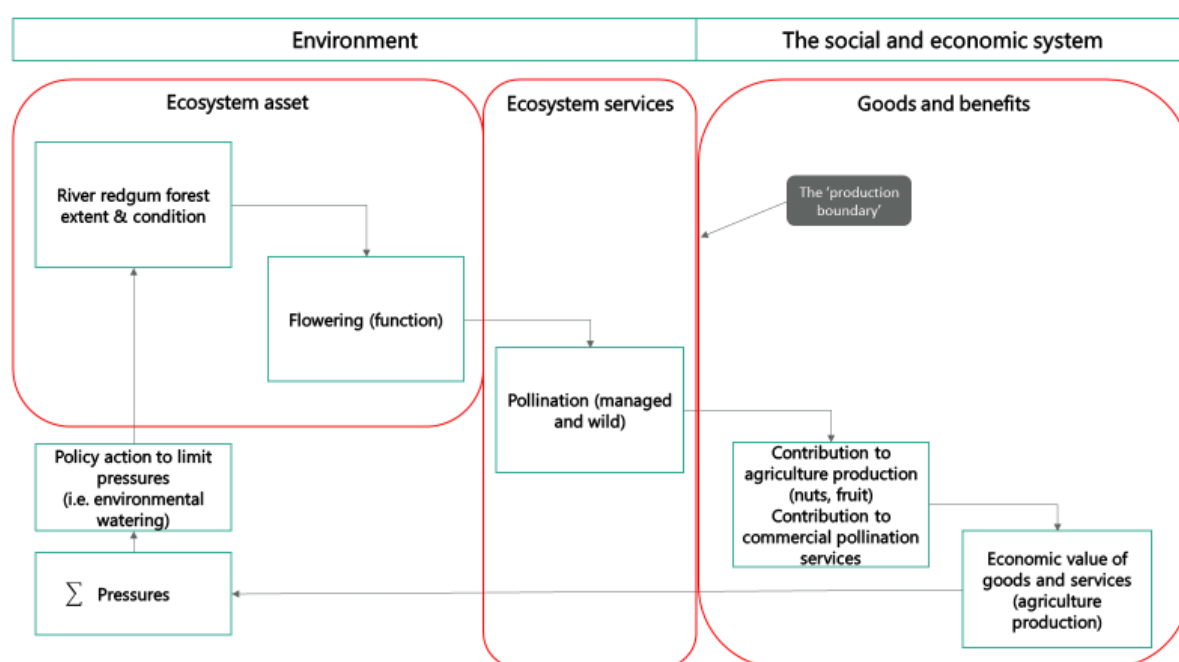 Environment
The social and economic system
Ecosystem asset
Ecosystem services
Goods and benefits
River redgum forest
extent & condition
The 'production
boundary'
Flowering (function)
Pollination (managed
and wild)
Policy action to limit
pressures
(i.e. environmental
watering)
Contribution to
agriculture production
(nuts, fruit)
Contribution to
commercial pollination
services
∑ Pressures
Economic value of
goods and services
(agriculture
production)